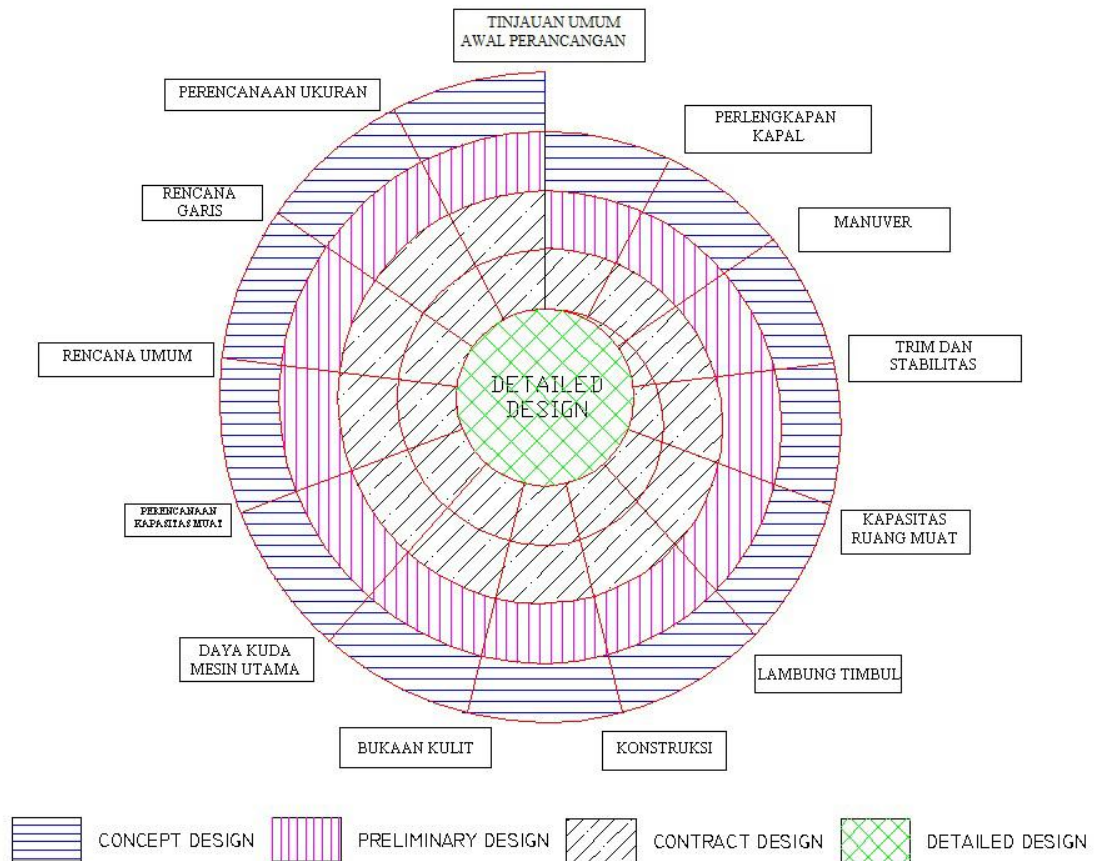 TINJAUAN UMUM
AWAL PERANCANGAN
PERENCANAAN UKURAN
PERLENGKAPAN
KAPAL
RENCANA
GARIS
MANUVER
RENCANA UMUM
TRIM DAN
STABILITAS
DETAILED
DESIGN
PERENCANAAN
KAPASITAS MUAT
KAPASITAS
RUANG MUAT
DAYA KUDA
MESIN UTAMA
LAMBUNG TIMBUL
BUKAAN KULIT
KONSTRUKSI
CONCEPT DESIGN
PRELIMINARY DESIGN
CONTRACT DESIGN
DETAILED DESIGN